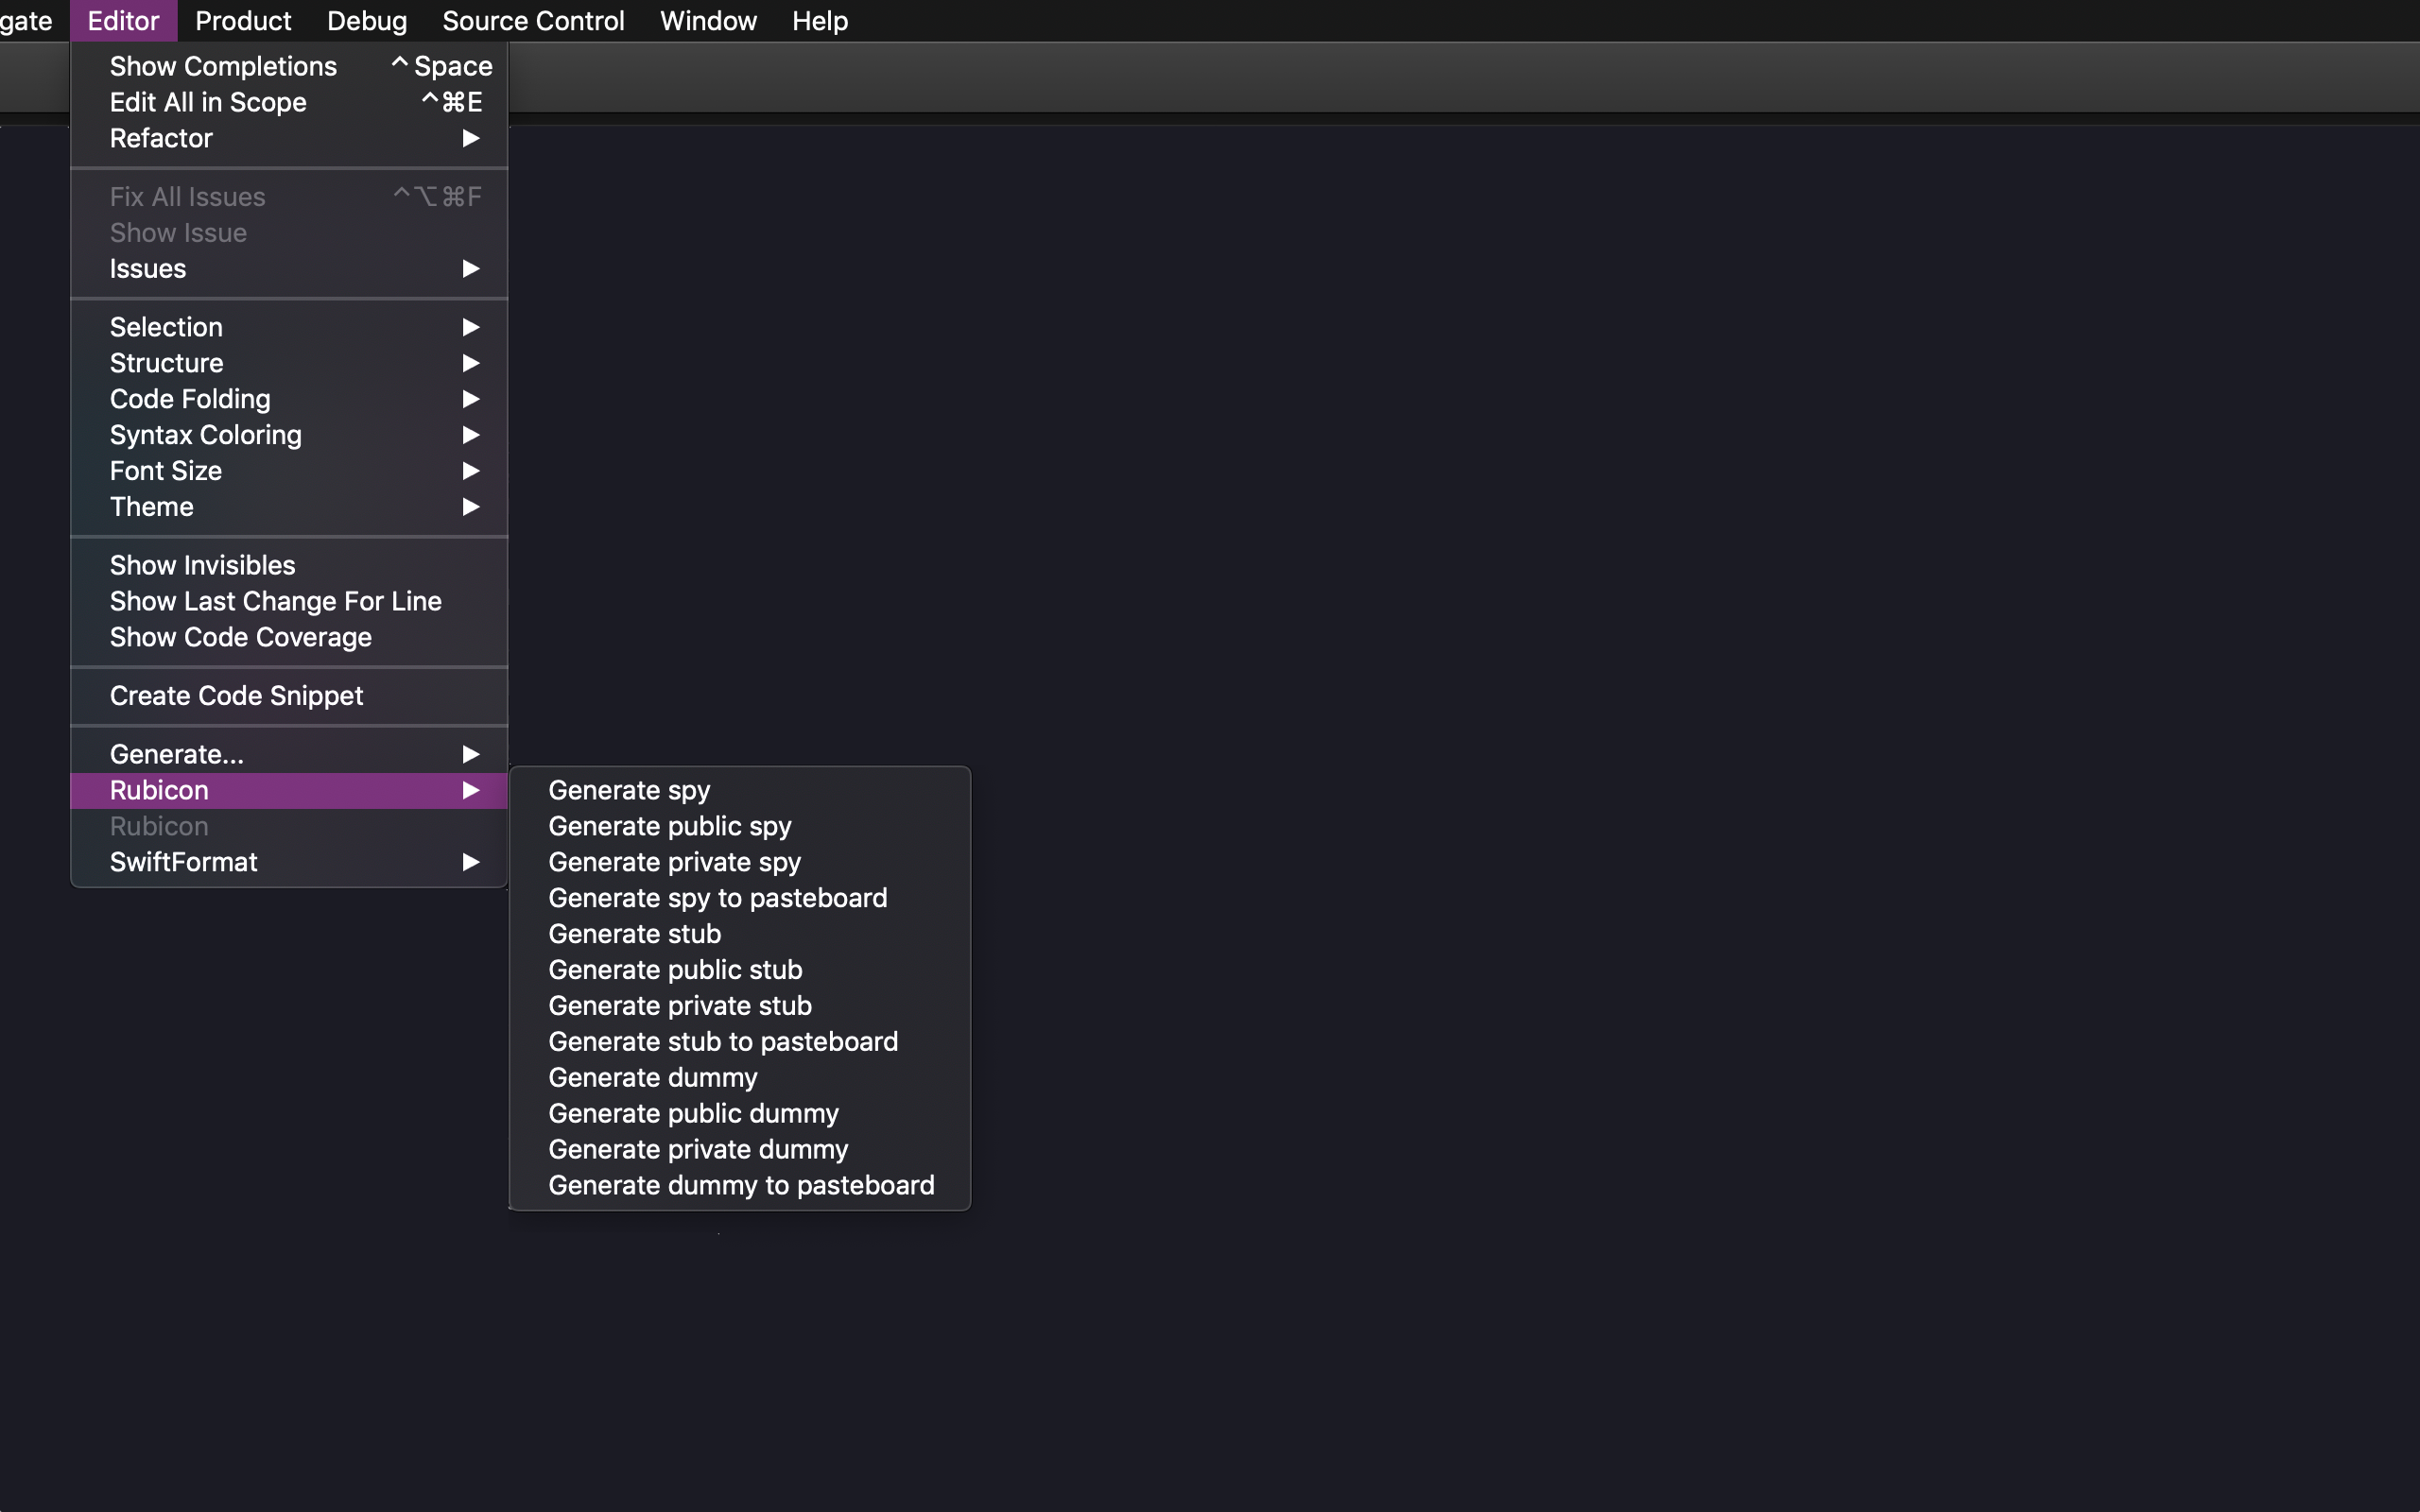 gate Editor Product Debug Source Control Window Help
Show Completions ^ Space
Edit All in Scope ^⌘E
Refactor ▶
Fix All Issues ^⌥⌘F
Show Issue
Issues ▶
Selection ▶
Structure ▶
Code Folding ▶
Syntax Coloring ▶
Font Size ▶
Theme ▶
Show Invisibles
Show Last Change For Line
Show Code Coverage
Create Code Snippet
Generate... ▶
Rubicon ▶
Rubicon
SwiftFormat ▶
Generate spy
Generate public spy
Generate private spy
Generate spy to pasteboard
Generate stub
Generate public stub
Generate private stub
Generate stub to pasteboard
Generate dummy
Generate public dummy
Generate private dummy
Generate dummy to pasteboard